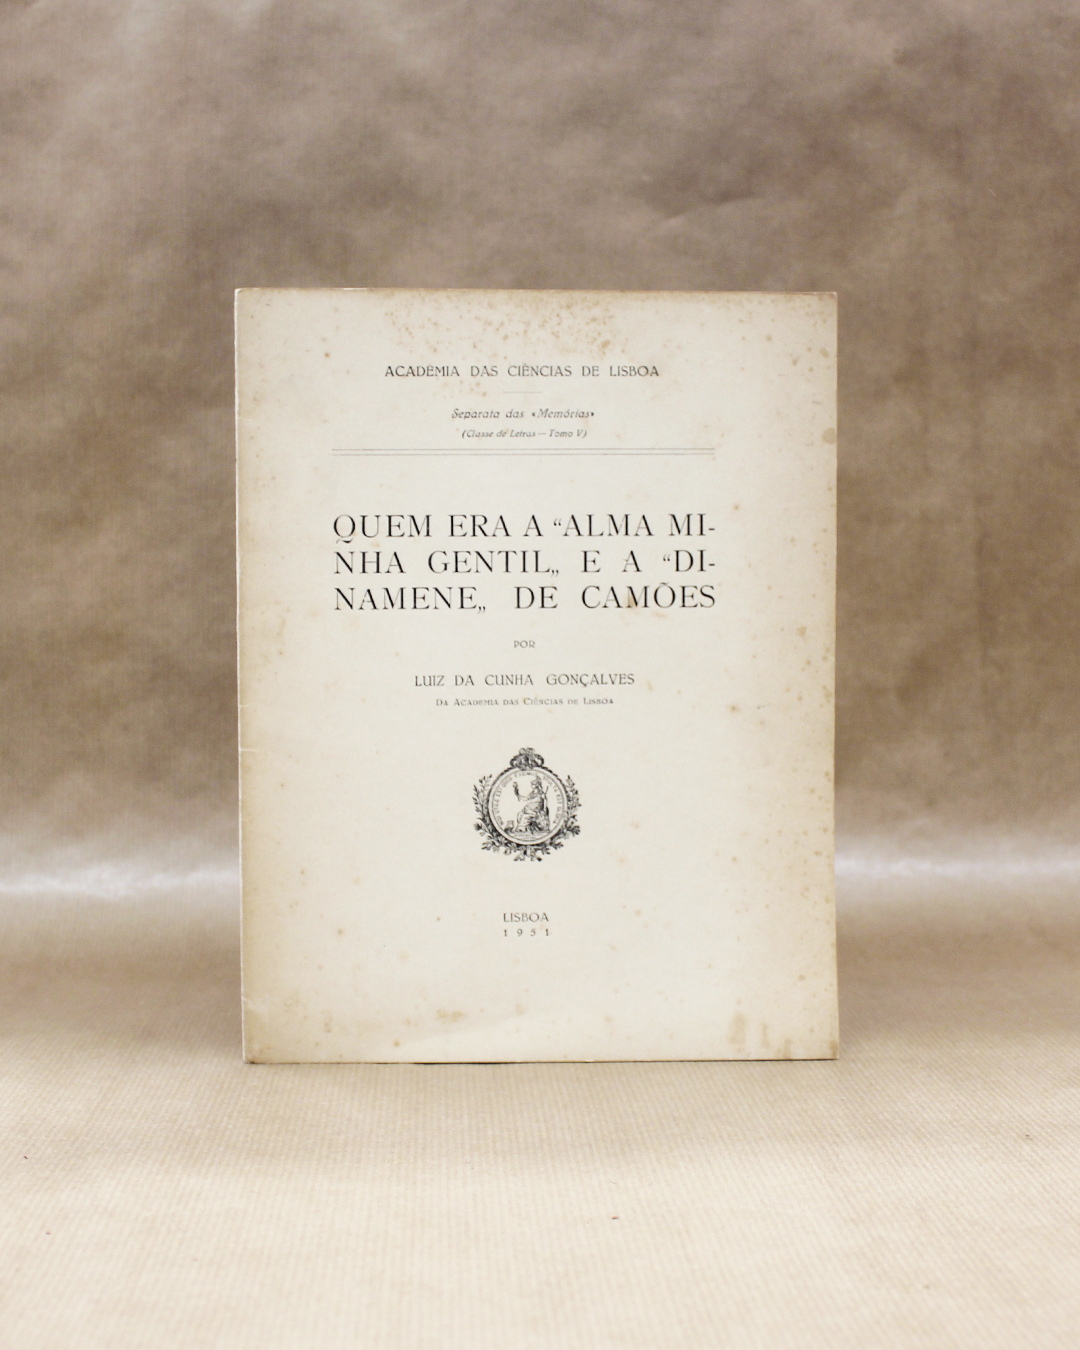 ACADEMIA DAS CIÊNCIAS DE LISBOA
Separata das «Memórias»
(Classe de Letras — Tomo V)
QUEM ERA A “ALMA MI-
NHA GENTIL„ E A “DI-
NAMENE„ DE CAMÕES
POR
LUIZ DA CUNHA GONÇALVES
DA ACADEMIA DAS CIÊNCIAS DE LISBOA
LISBOA
1951